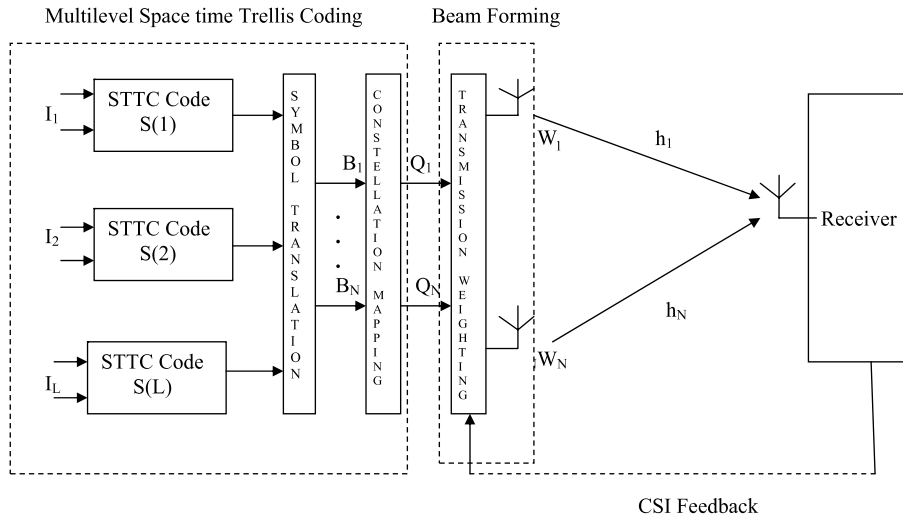 Multilevel Space time Trellis Coding
Beam Forming
I1
STTC Code
S(1)
I2
STTC Code
S(2)
IL
STTC Code
S(L)
SYMBOL TRANSLATION
B1
BN
CONSTELLATION MAPPING
Q1
QN
TRANSMISSION WEIGHTING
W1
WN
h1
hN
Receiver
CSI Feedback